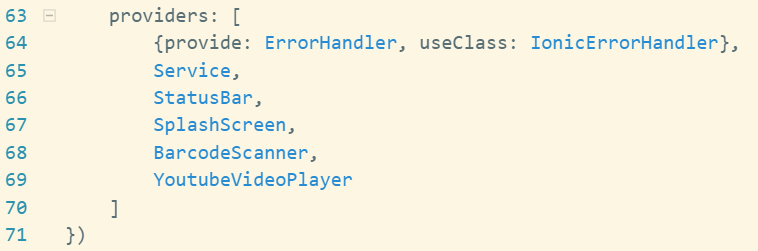 63 providers: [
64 {provide: ErrorHandler, useClass: IonicErrorHandler},
65 Service,
66 StatusBar,
67 SplashScreen,
68 BarcodeScanner,
69 YoutubeVideoPlayer
70 ]
71 })